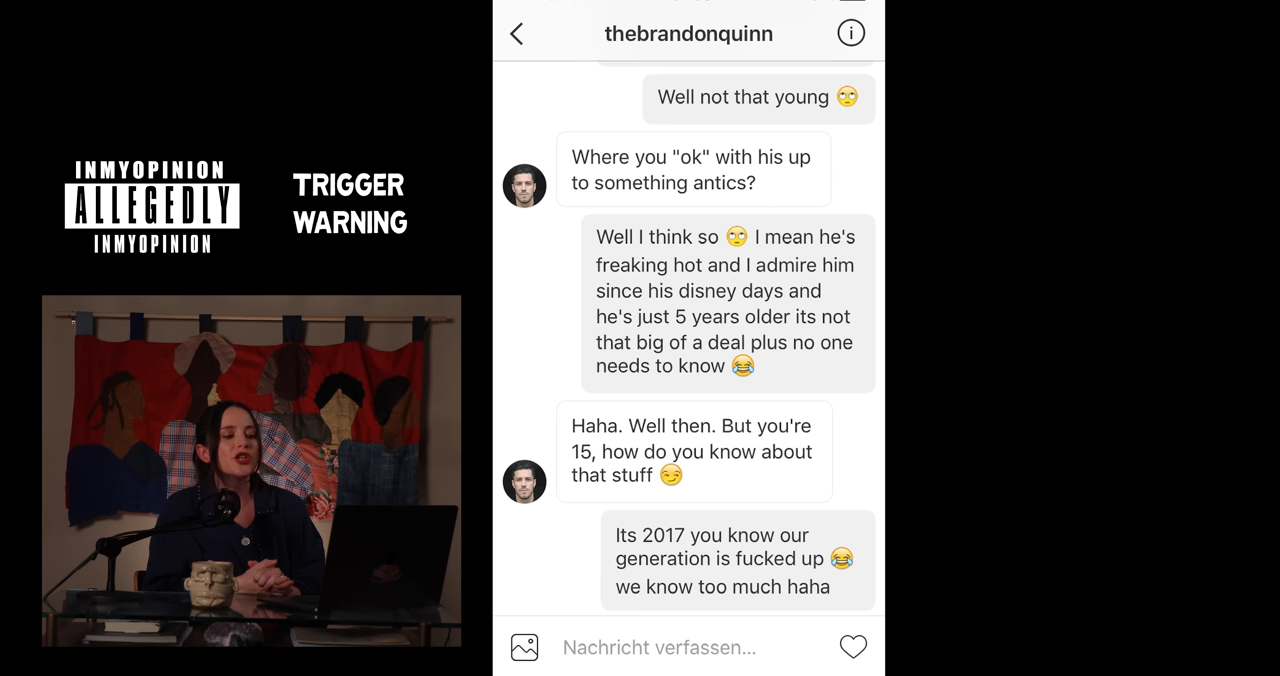 INMYOPINION
ALLEGEDLY
INMYOPINION
TRIGGER
WARNING
thebrandonquinn
Well not that young 🙄
Where you "ok" with his up
to something antics?
Well I think so 🙄 I mean he's
freaking hot and I admire him
since his disney days and
he's just 5 years older its not
that big of a deal plus no one
needs to know 😂
Haha. Well then. But you're
15, how do you know about
that stuff 😏
Its 2017 you know our
generation is fucked up 😂
we know too much haha
Nachricht verfassen...